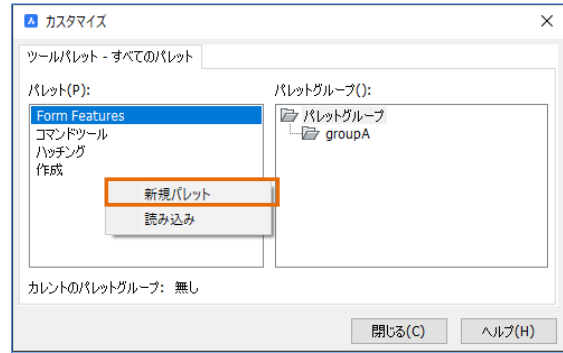 カスタマイズ
ツールパレット - すべてのパレット
パレット(P):
Form Features
コマンドツール
ハッチング
作成
新規パレット
読み込み
パレットグループ():
パレットグループ
groupA
カレントのパレットグループ: 無し
閉じる(C)
ヘルプ(H)